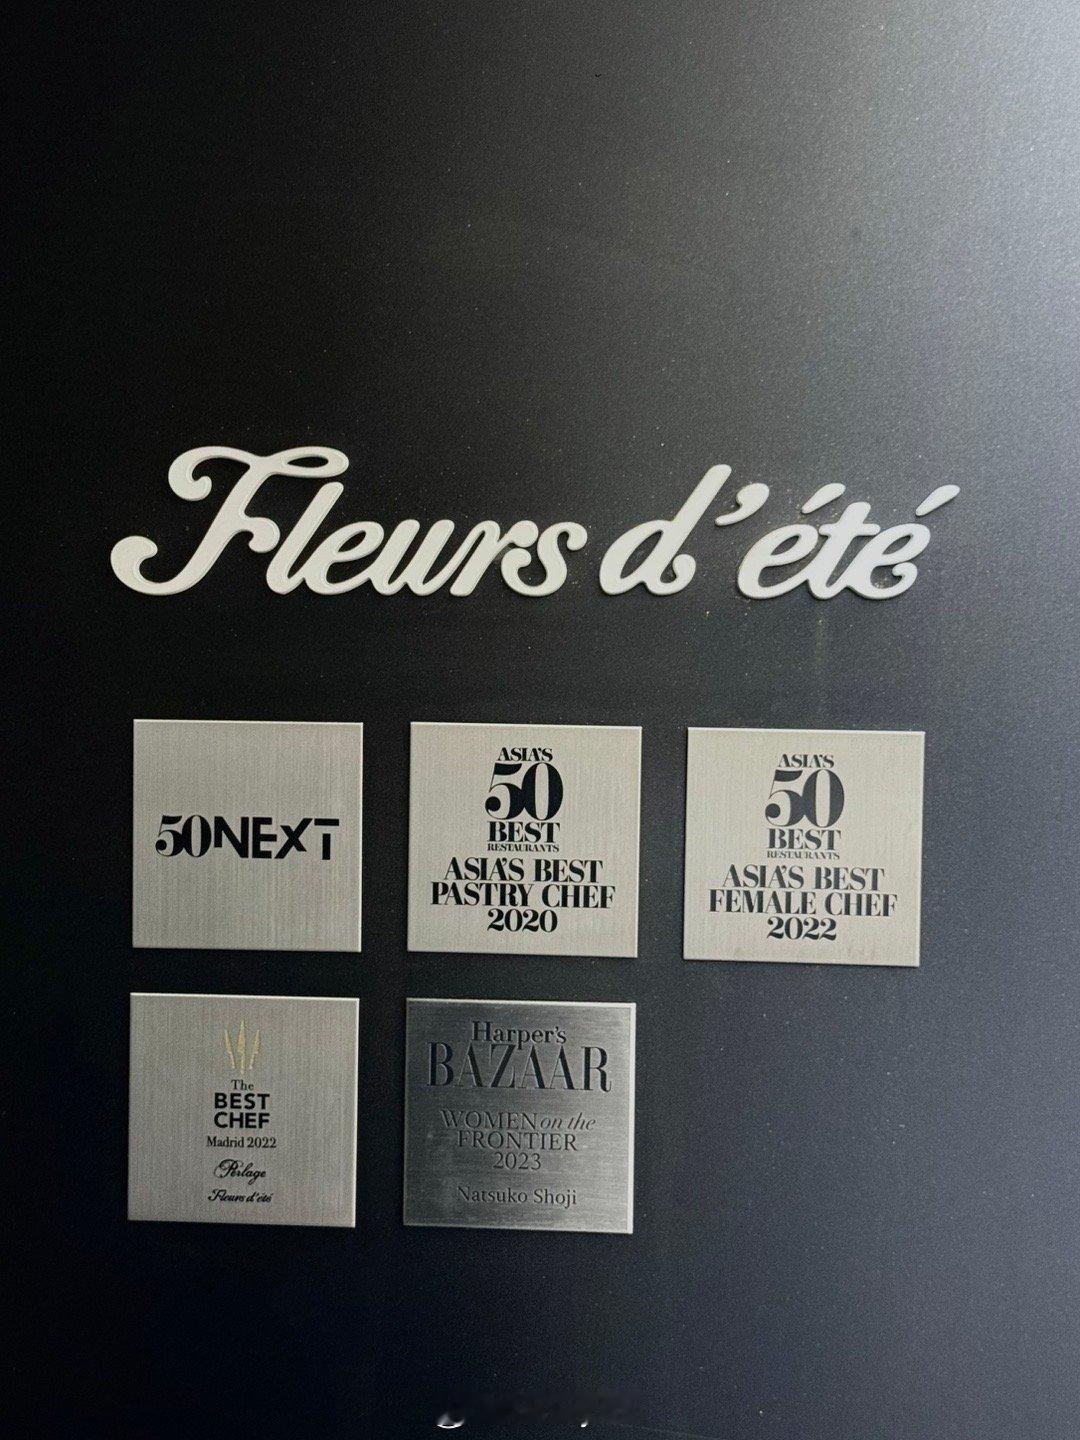 Fleurs d'été
50NEXT
ASIA'S
50
BEST
RESTAURANTS
ASIA'S BEST
PASTRY CHEF
2020
ASIA'S
50
BEST
RESTAURANTS
ASIA'S BEST
FEMALE CHEF
2022
The
BEST
CHEF
Madrid 2022
Perlage
Fleurs d'été
Harper's
BAZAAR
WOMEN on the
FRONTIER
2023
Natsuko Shoji